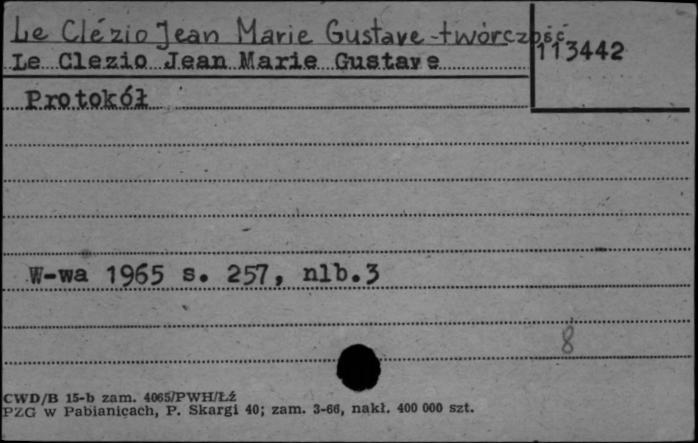 Le Clézio Jean Marie Gustave - twórczość
113442
Le Clezio Jean Marie Gustave
Protokół
W-wa 1965 s. 257, nlb.3
8
CWD/B 15-b zam. 4065/PWH/Łź
PZG w Pabianicach, P. Skargi 40; zam. 3-66, nakł. 400 000 szt.